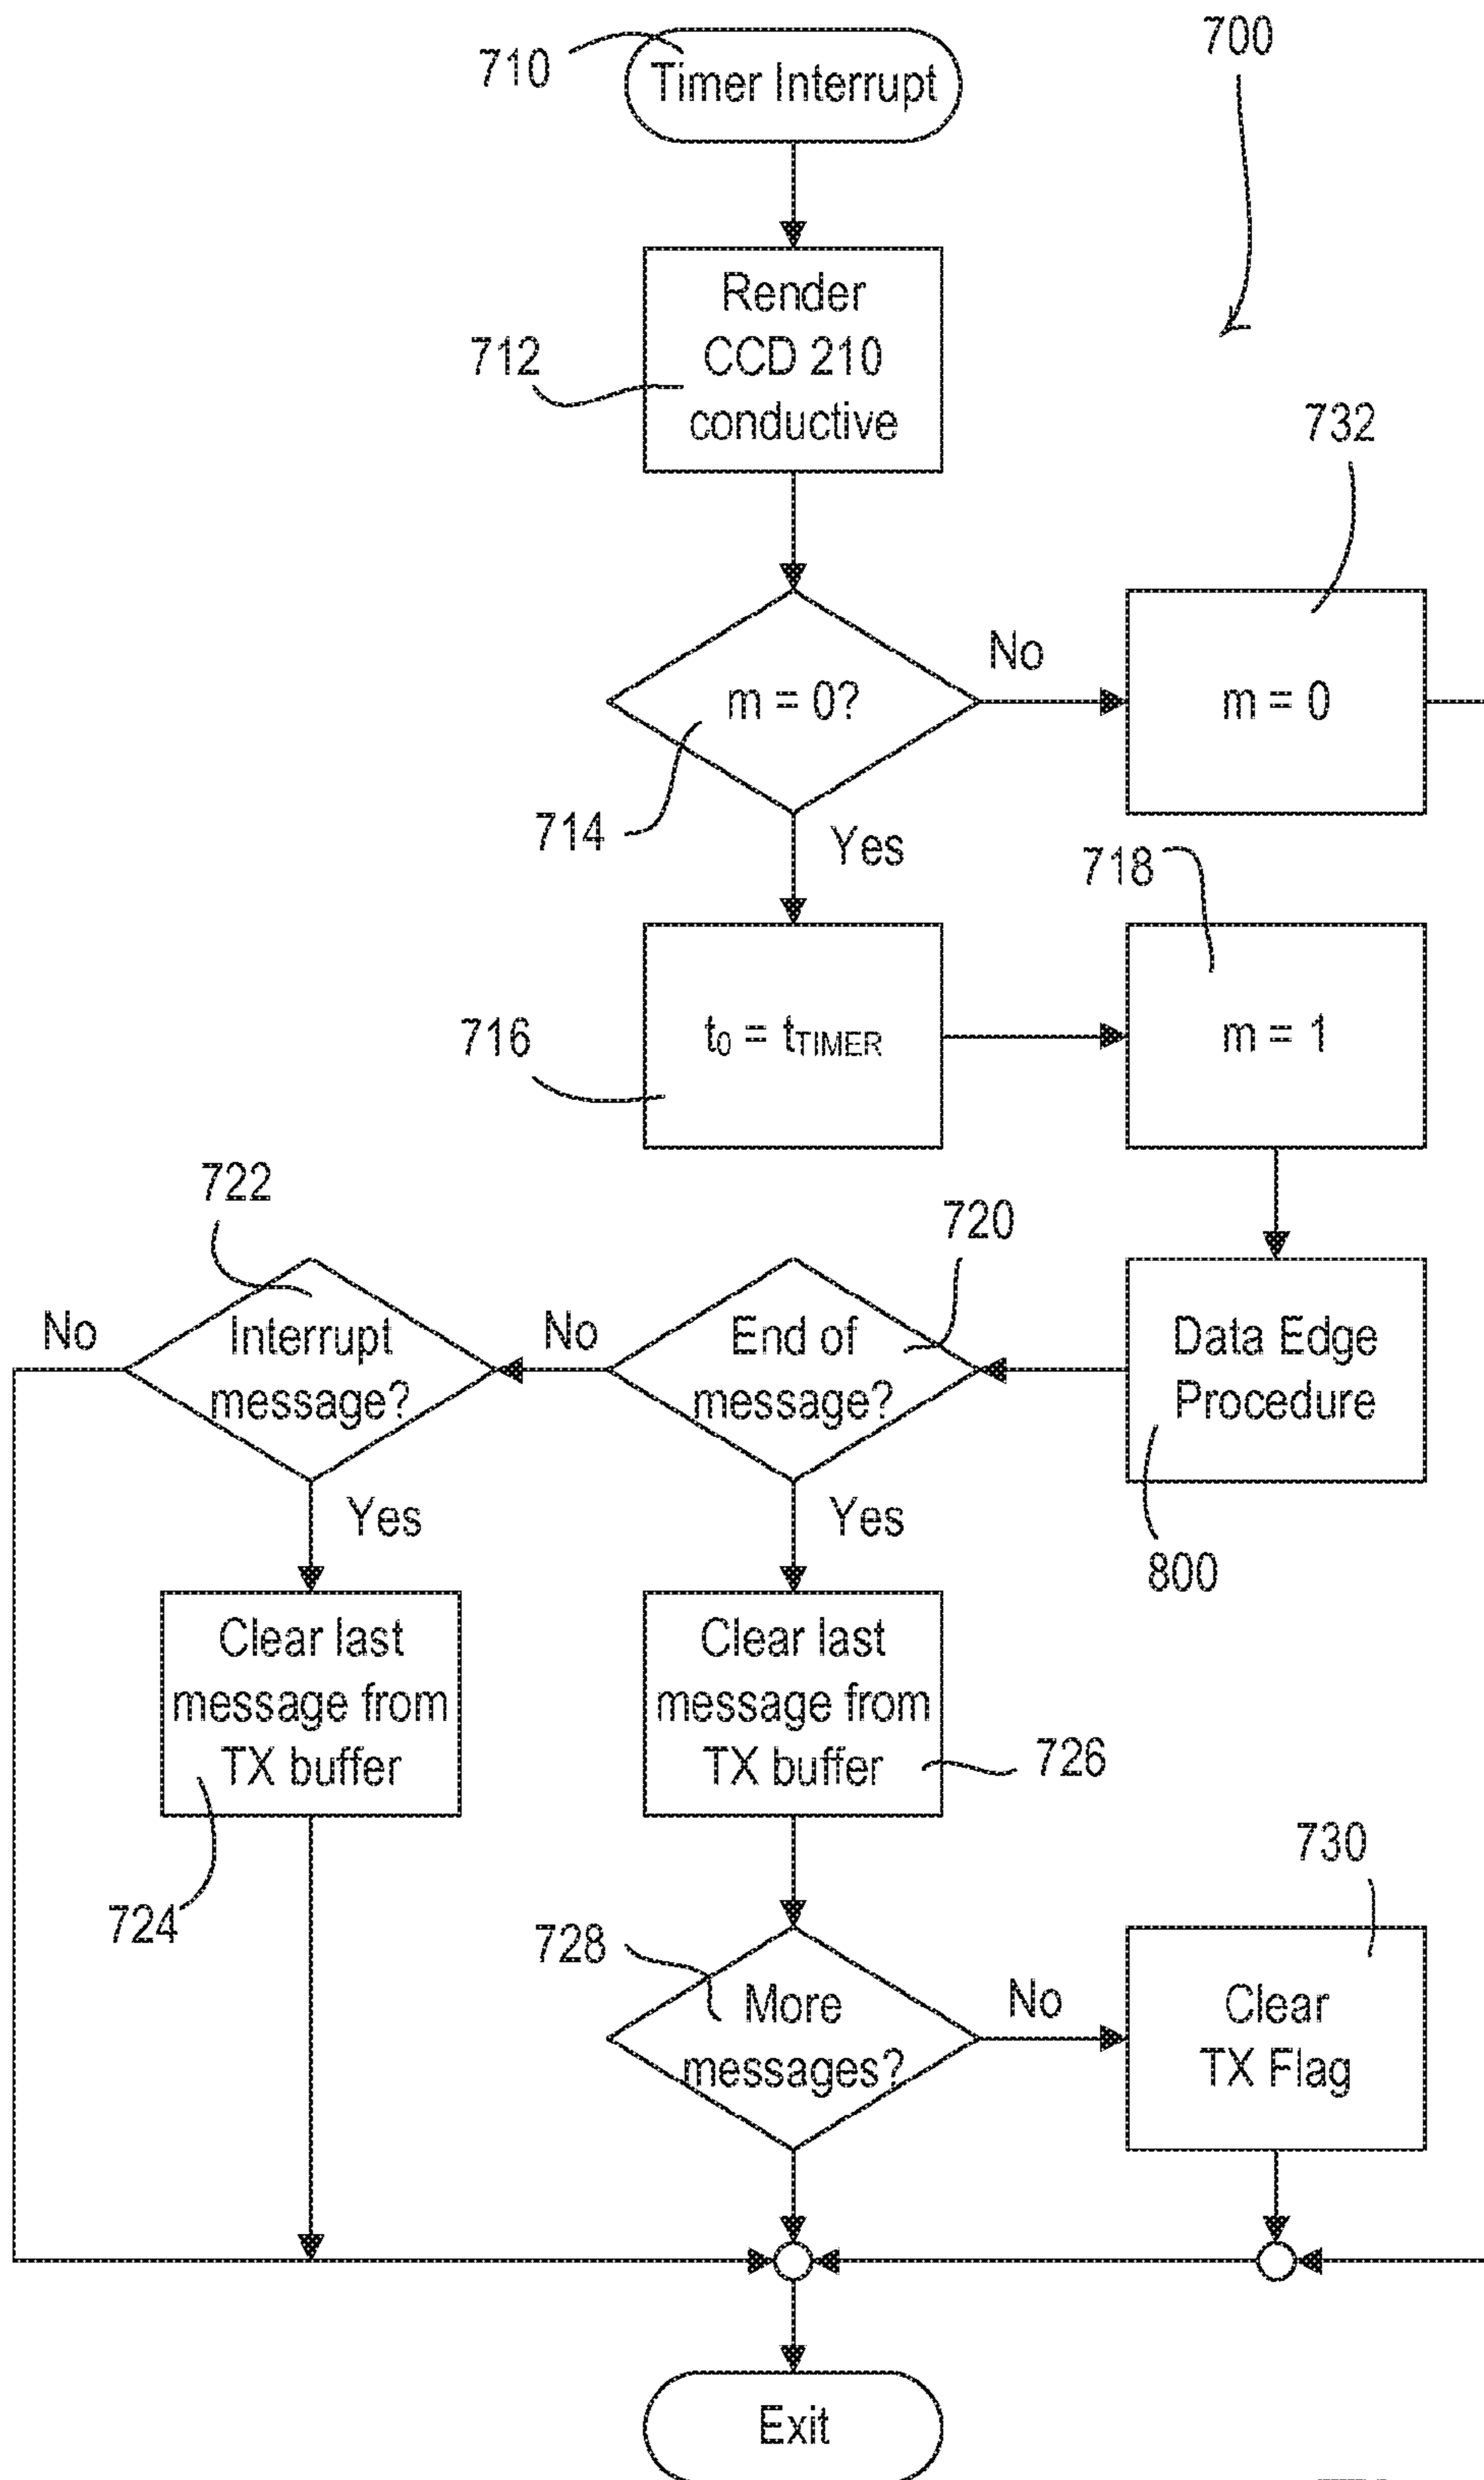 700
710
Timer Interrupt
Render
CCD 210
conductive
712
732
m = 0?
No
m = 0
714
Yes
718
t₀ = tTIMER
716
m = 1
722
720
No
Interrupt
message?
No
End of
message?
Data Edge
Procedure
Yes
Yes
800
Clear last
message from
TX buffer
Clear last
message from
TX buffer
726
724
730
728
More
messages?
No
Clear
TX Flag
Exit